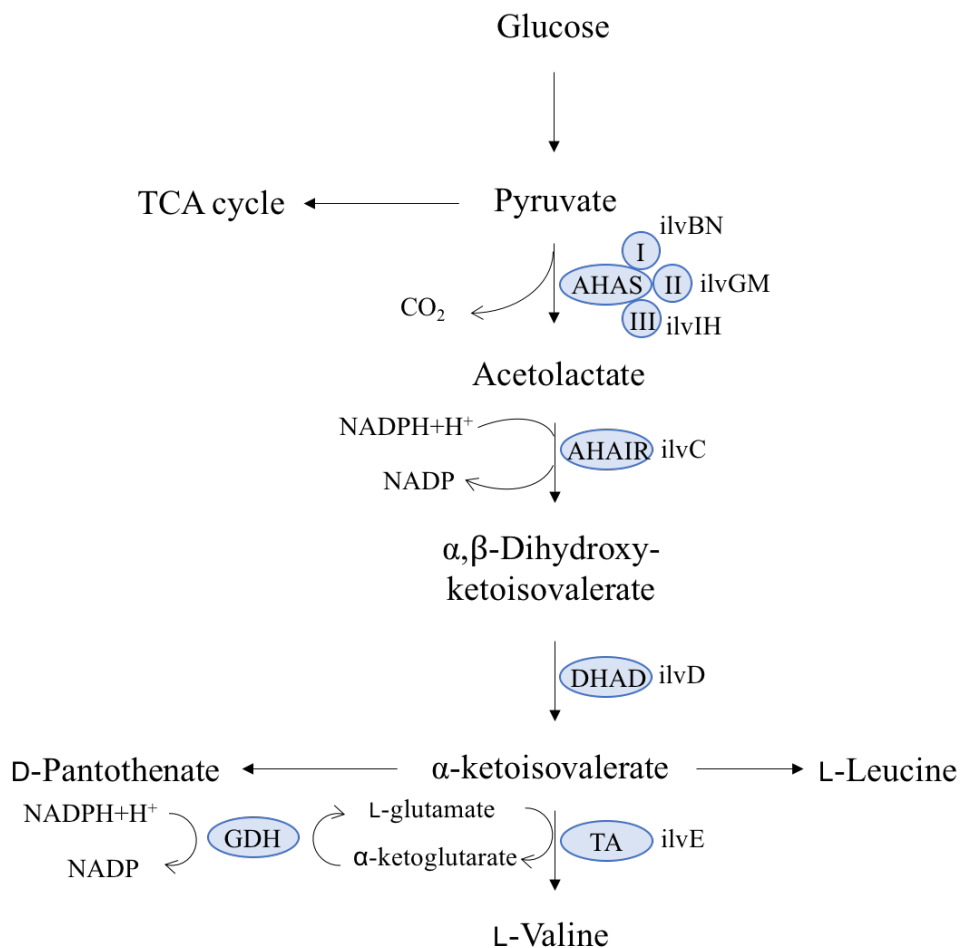 Glucose
TCA cycle
Pyruvate
ilvBN
I
AHAS
II
ilvGM
CO₂
III
ilvIH
Acetolactate
NADPH+H⁺
AHAIR
ilvC
NADP
α,β-Dihydroxy-
ketoisovalerate
DHAD
ilvD
D-Pantothenate
α-ketoisovalerate
L-Leucine
NADPH+H⁺
L-glutamate
GDH
TA
ilvE
α-ketoglutarate
NADP
L-Valine